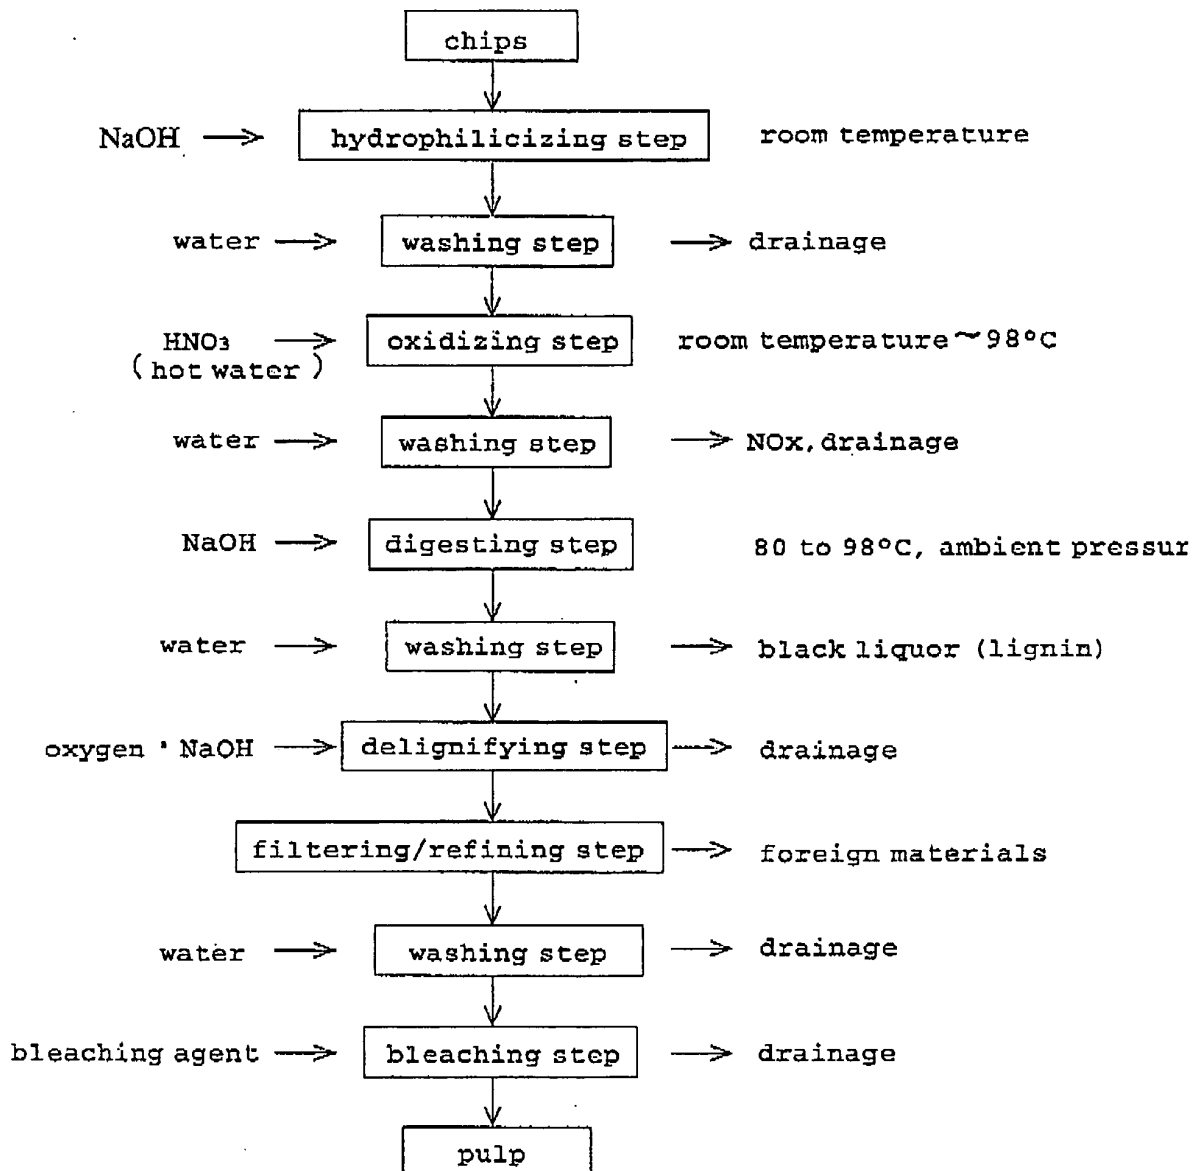 chips
NaOH → hydrophilicizing step room temperature
water → washing step → drainage
HNO₃ → oxidizing step room temperature ~ 98°C
( hot water )
water → washing step → NOx, drainage
NaOH → digesting step 80 to 98°C, ambient pressur
water → washing step → black liquor (lignin)
oxygen · NaOH → delignifying step → drainage
filtering/refining step → foreign materials
water → washing step → drainage
bleaching agent → bleaching step → drainage
pulp